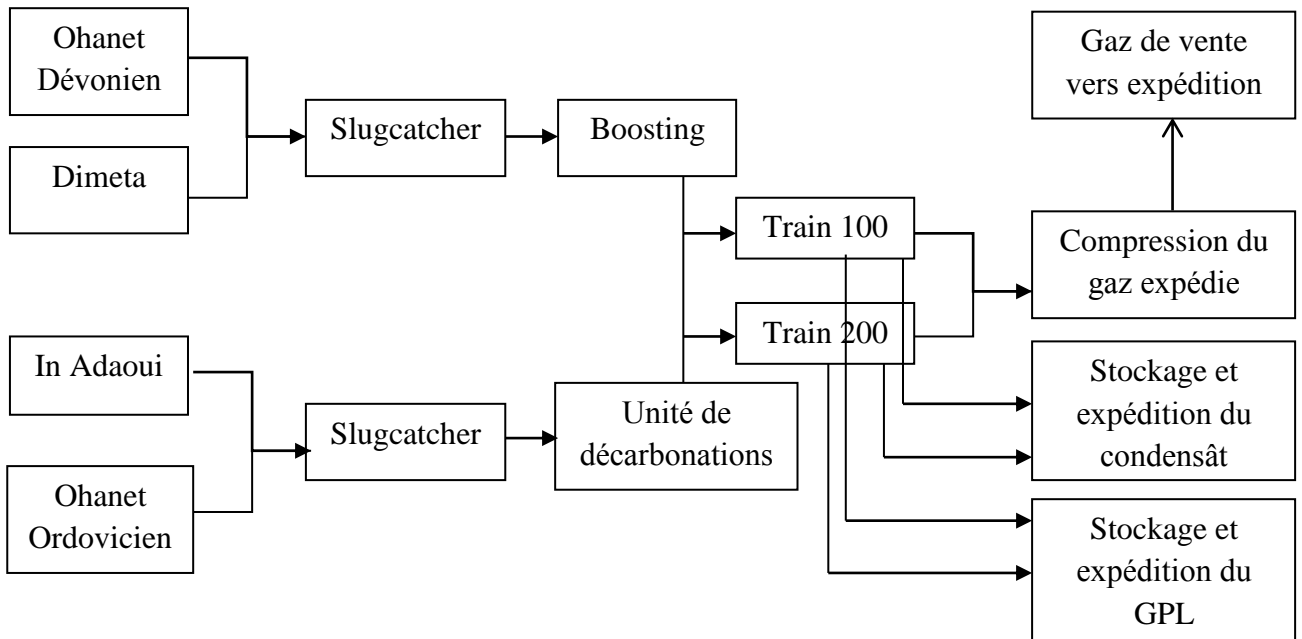 Ohanet
Dévonien
Dimeta
Slugcatcher
Boosting
Gaz de vente
vers expédition
Train 100
Compression du
gaz expédie
Train 200
In Adaoui
Ohanet
Ordovicien
Slugcatcher
Unité de
décarbonations
Stockage et
expédition du
condensât
Stockage et
expédition du
GPL